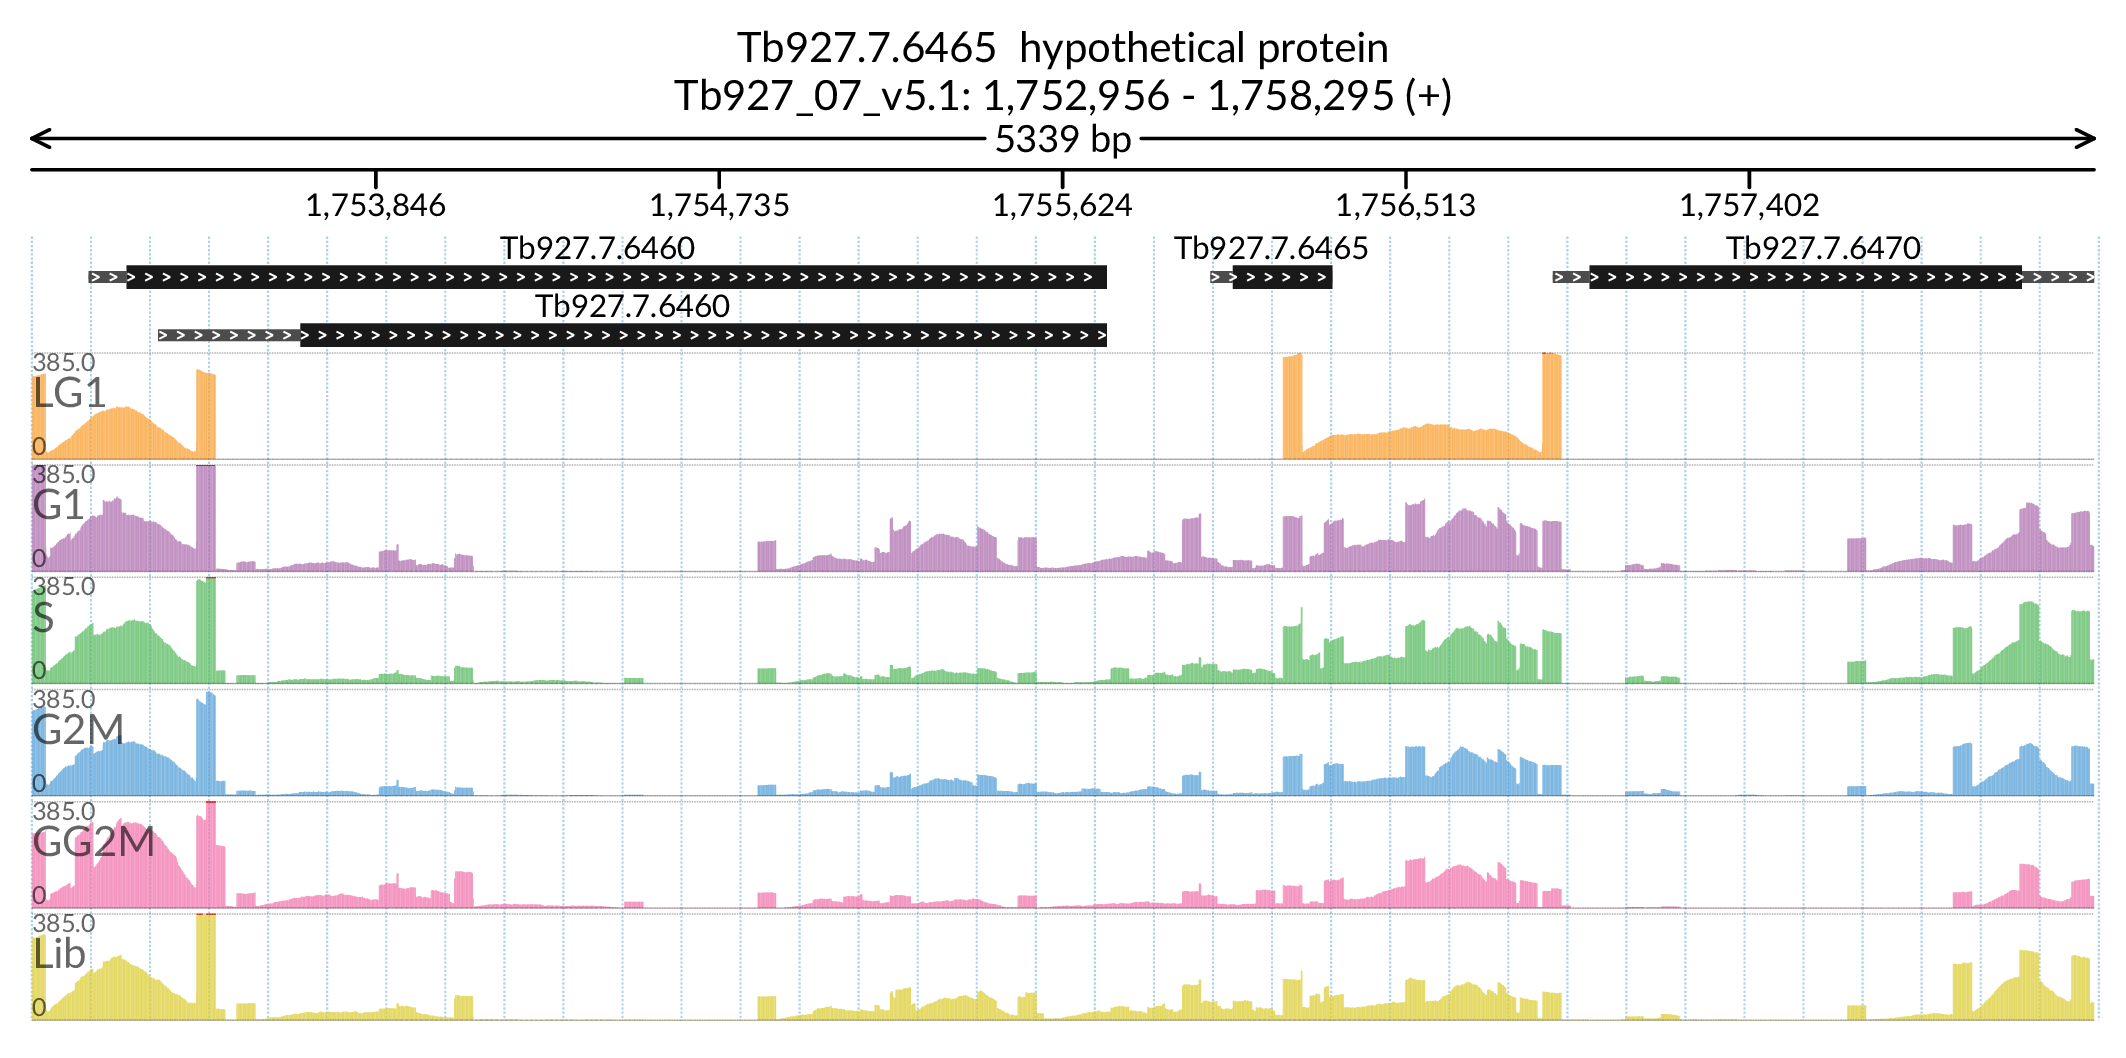 Tb927.7.6465 hypothetical protein
Tb927_07_v5.1: 1,752,956 - 1,758,295 (+)
5339 bp
1,753,846 1,754,735 1,755,624 1,756,513 1,757,402
Tb927.7.6460 Tb927.7.6465 Tb927.7.6470
Tb927.7.6460
385.0
LG1
0
385.0
G1
0
385.0
S
0
385.0
G2M
0
385.0
GG2M
0
385.0
Lib
0